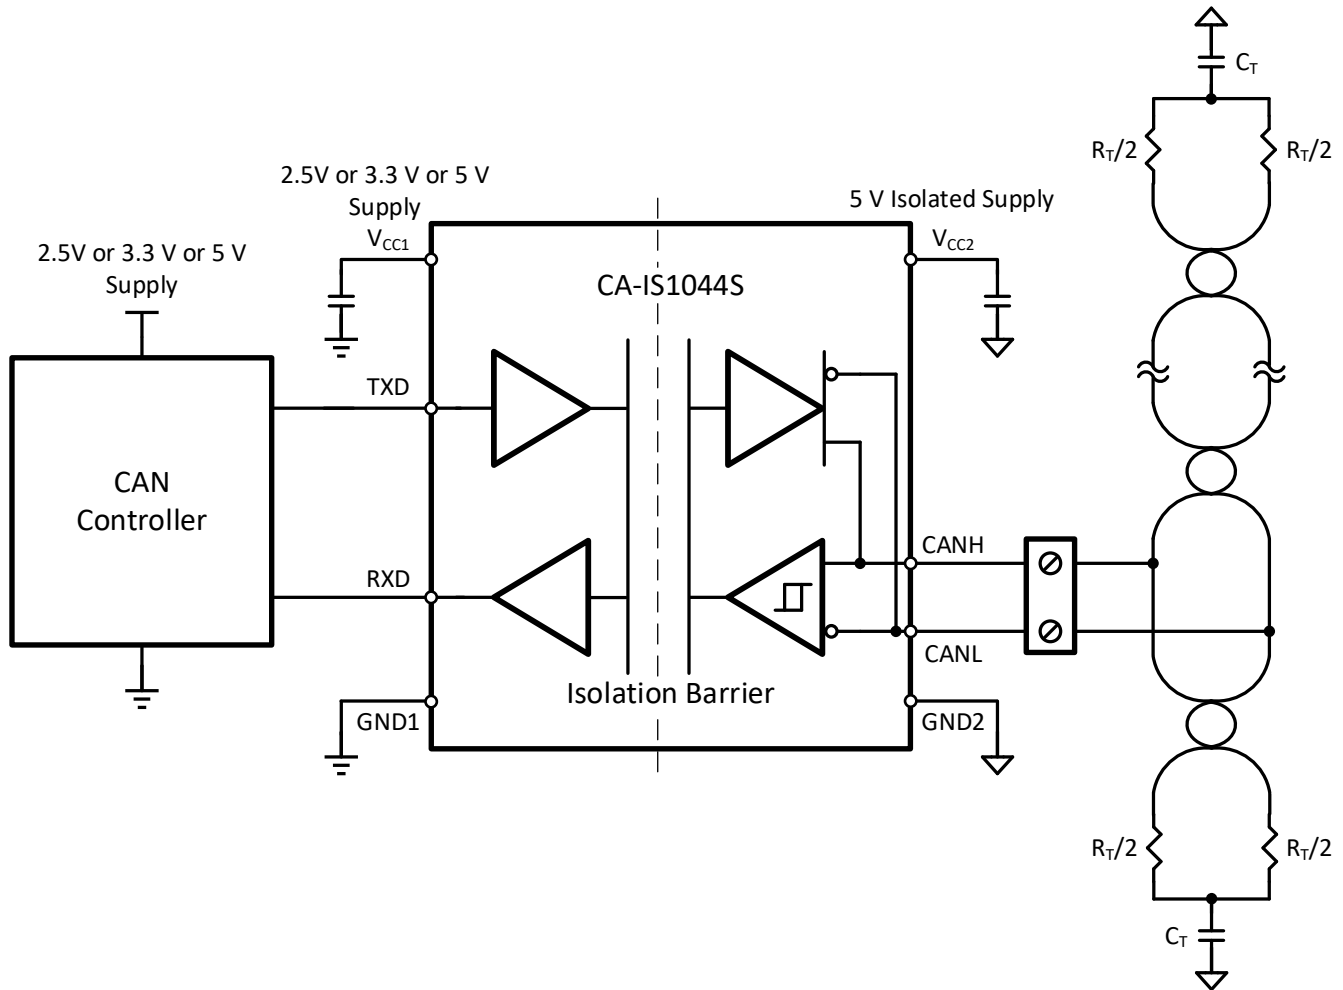 C_T
R_T/2
R_T/2
2.5V or 3.3 V or 5 V
Supply
V_CC1
5 V Isolated Supply
V_CC2
2.5V or 3.3 V or 5 V
Supply
CA-IS1044S
TXD
CAN
Controller
CANH
RXD
CANL
Isolation Barrier
GND1
GND2
R_T/2
R_T/2
C_T